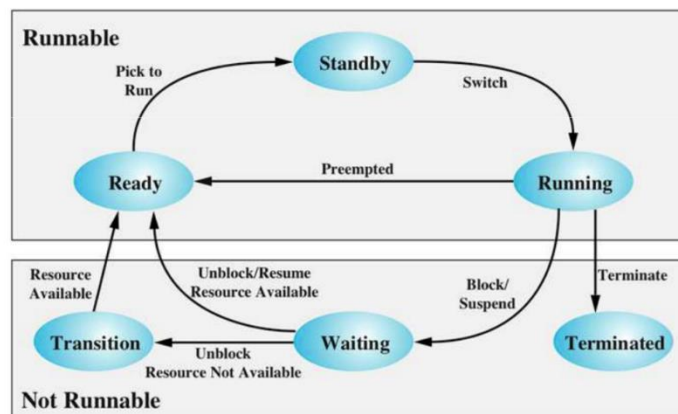 Runnable
Standby
Pick to
Run
Switch
Preempted
Ready
Running
Resource
Available
Unblock/Resume
Resource Available
Block/
Suspend
Terminate
Transition
Unblock
Resource Not Available
Waiting
Terminated
Not Runnable